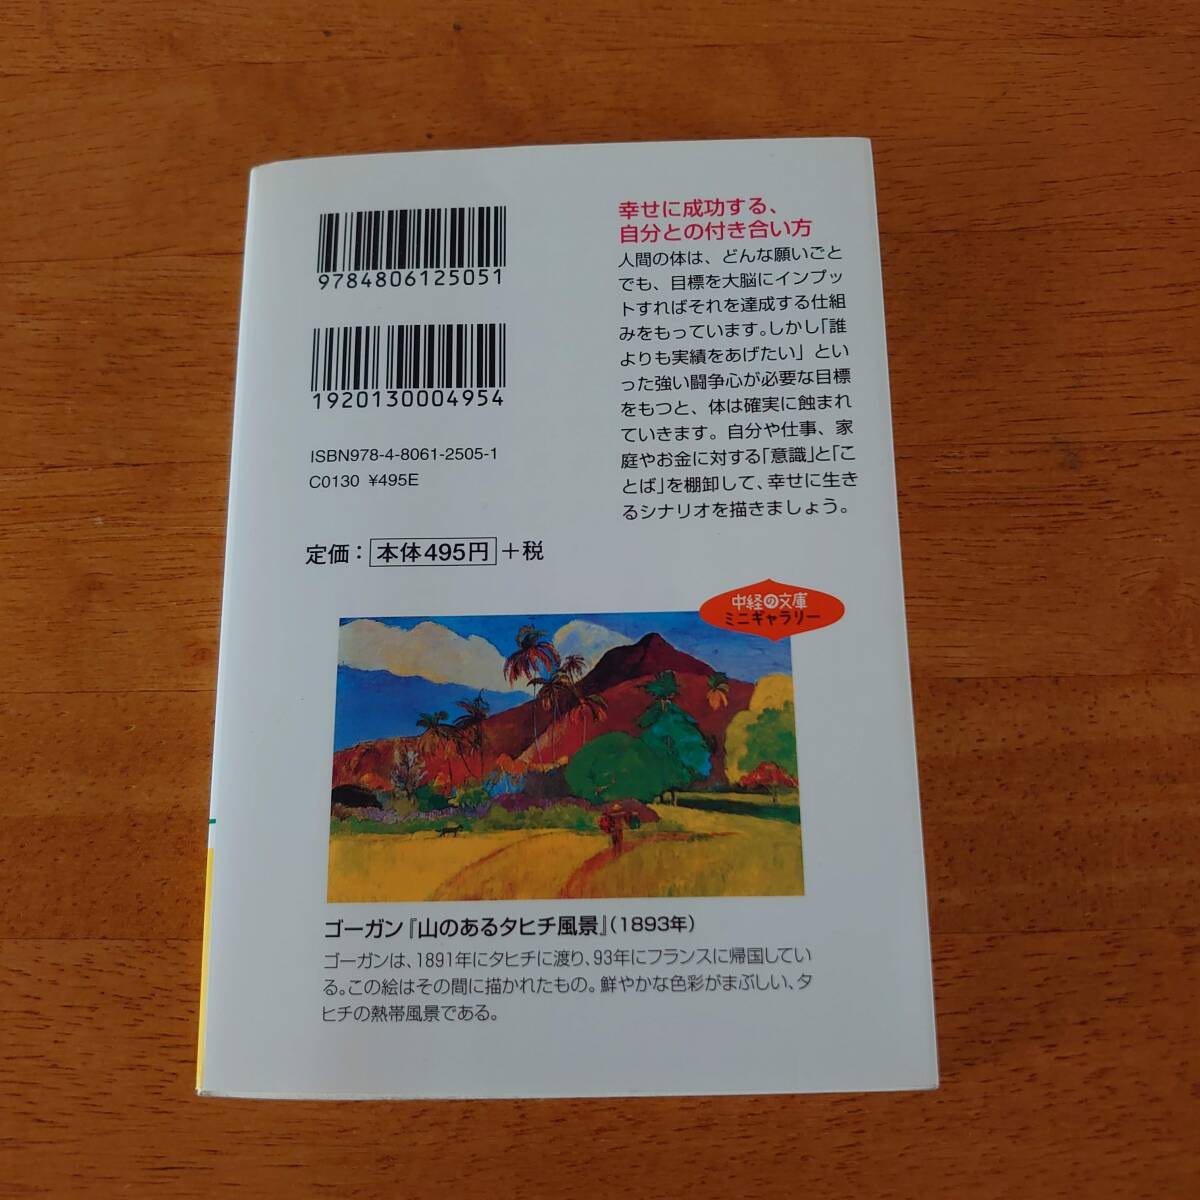 9784806125051
1920130004954
ISBN978-4-8061-2505-1
C0130 ¥495E
定価：本体495円＋税
幸せに成功する、
自分との付き合い方
人間の体は、どんな願いごと
でも、目標を大脳にインプッ
トすればそれを達成する仕組
みをもっています。しかし「誰
よりも実績をあげたい」とい
った強い闘争心が必要な目標
をもつと、体は確実に蝕まれ
ていきます。自分や仕事、家
庭やお金に対する「意識」と「こ
とば」を棚卸して、幸せに生き
るシナリオを描きましょう。
中経の文庫
ミニギャラリー
ゴーガン『山のあるタヒチ風景』（1893年）
ゴーガンは、1891年にタヒチに渡り、93年にフランスに帰国してい
る。この絵はその間に描かれたもの。鮮やかな色彩がまぶしい、タ
ヒチの熱帯風景である。